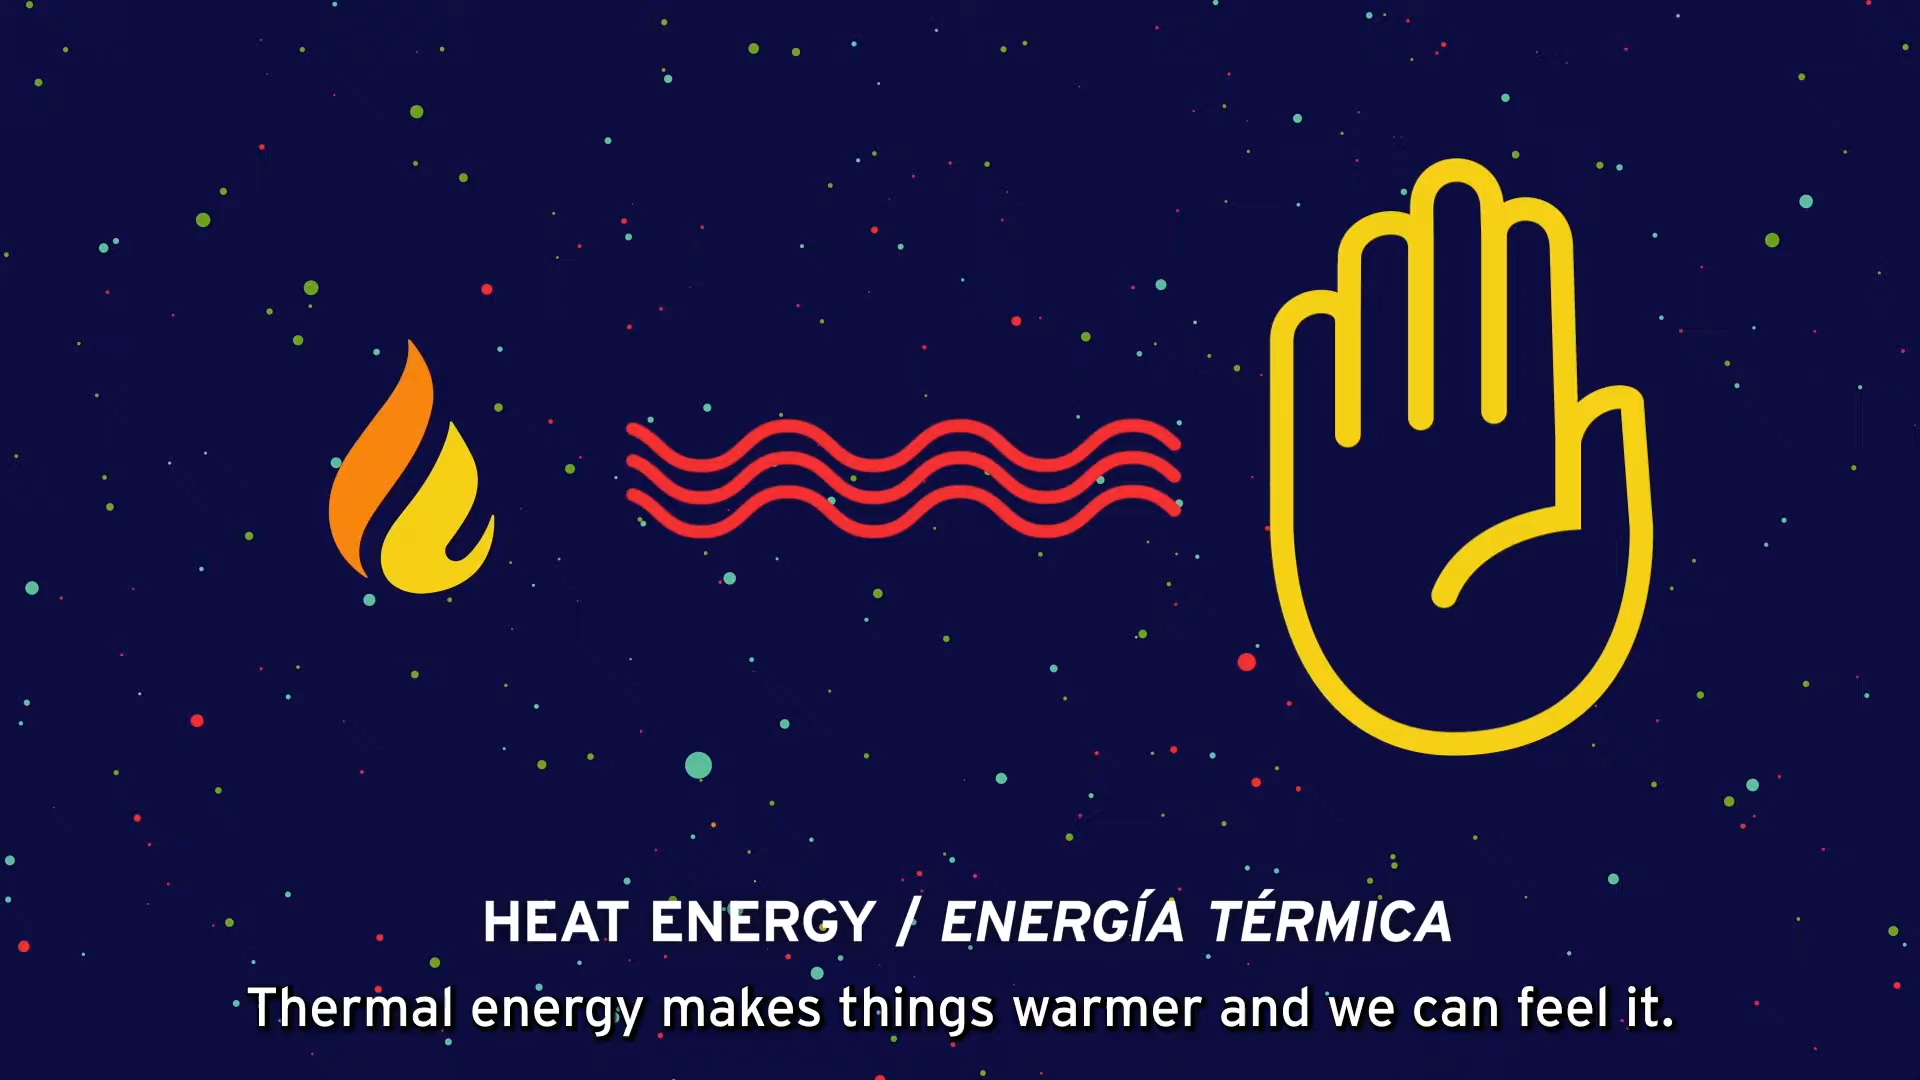 HEAT ENERGY / ENERGÍA TÉRMICA
Thermal energy makes things warmer and we can feel it.